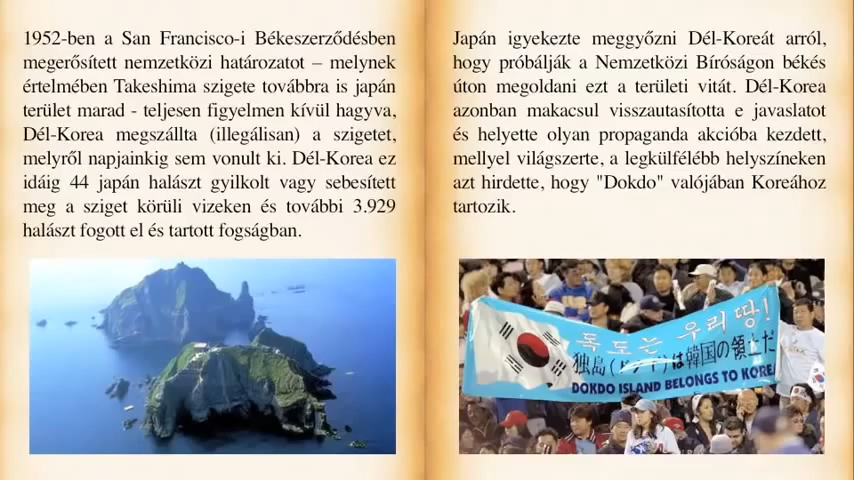 1952-ben a San Francisco-i Békeszerződésben
megerősített nemzetközi határozatot – melynek
értelmében Takeshima szigete továbbra is japán
terület marad - teljesen figyelmen kívül hagyva,
Dél-Korea megszállta (illegálisan) a szigetet,
melyről napjainkig sem vonult ki. Dél-Korea ez
idáig 44 japán halászt gyilkolt vagy sebesített
meg a sziget körüli vizeken és további 3.929
halászt fogott el és tartott fogságban.
Japán igyekezte meggyőzni Dél-Koreát arról,
hogy próbálják a Nemzetközi Bíróságon békés
úton megoldani ezt a területi vitát. Dél-Korea
azonban makacsul visszautasította e javaslatot
és helyette olyan propaganda akcióba kezdett,
mellyel világszerte, a legkülfélébb helyszíneken
azt hirdette, hogy "Dokdo" valójában Koreához
tartozik.
독도는 우리 땅!
独島(ドクト)は韓国の領土だ
DOKDO ISLAND BELONGS TO KOREA